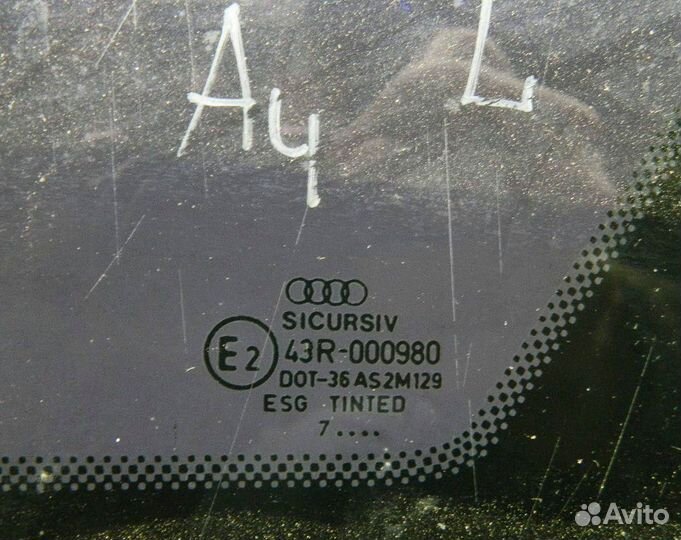 A4 L
SICURSIV
E2 43R-000980
DOT-36 AS2M129
ESG TINTED
7....
Avito